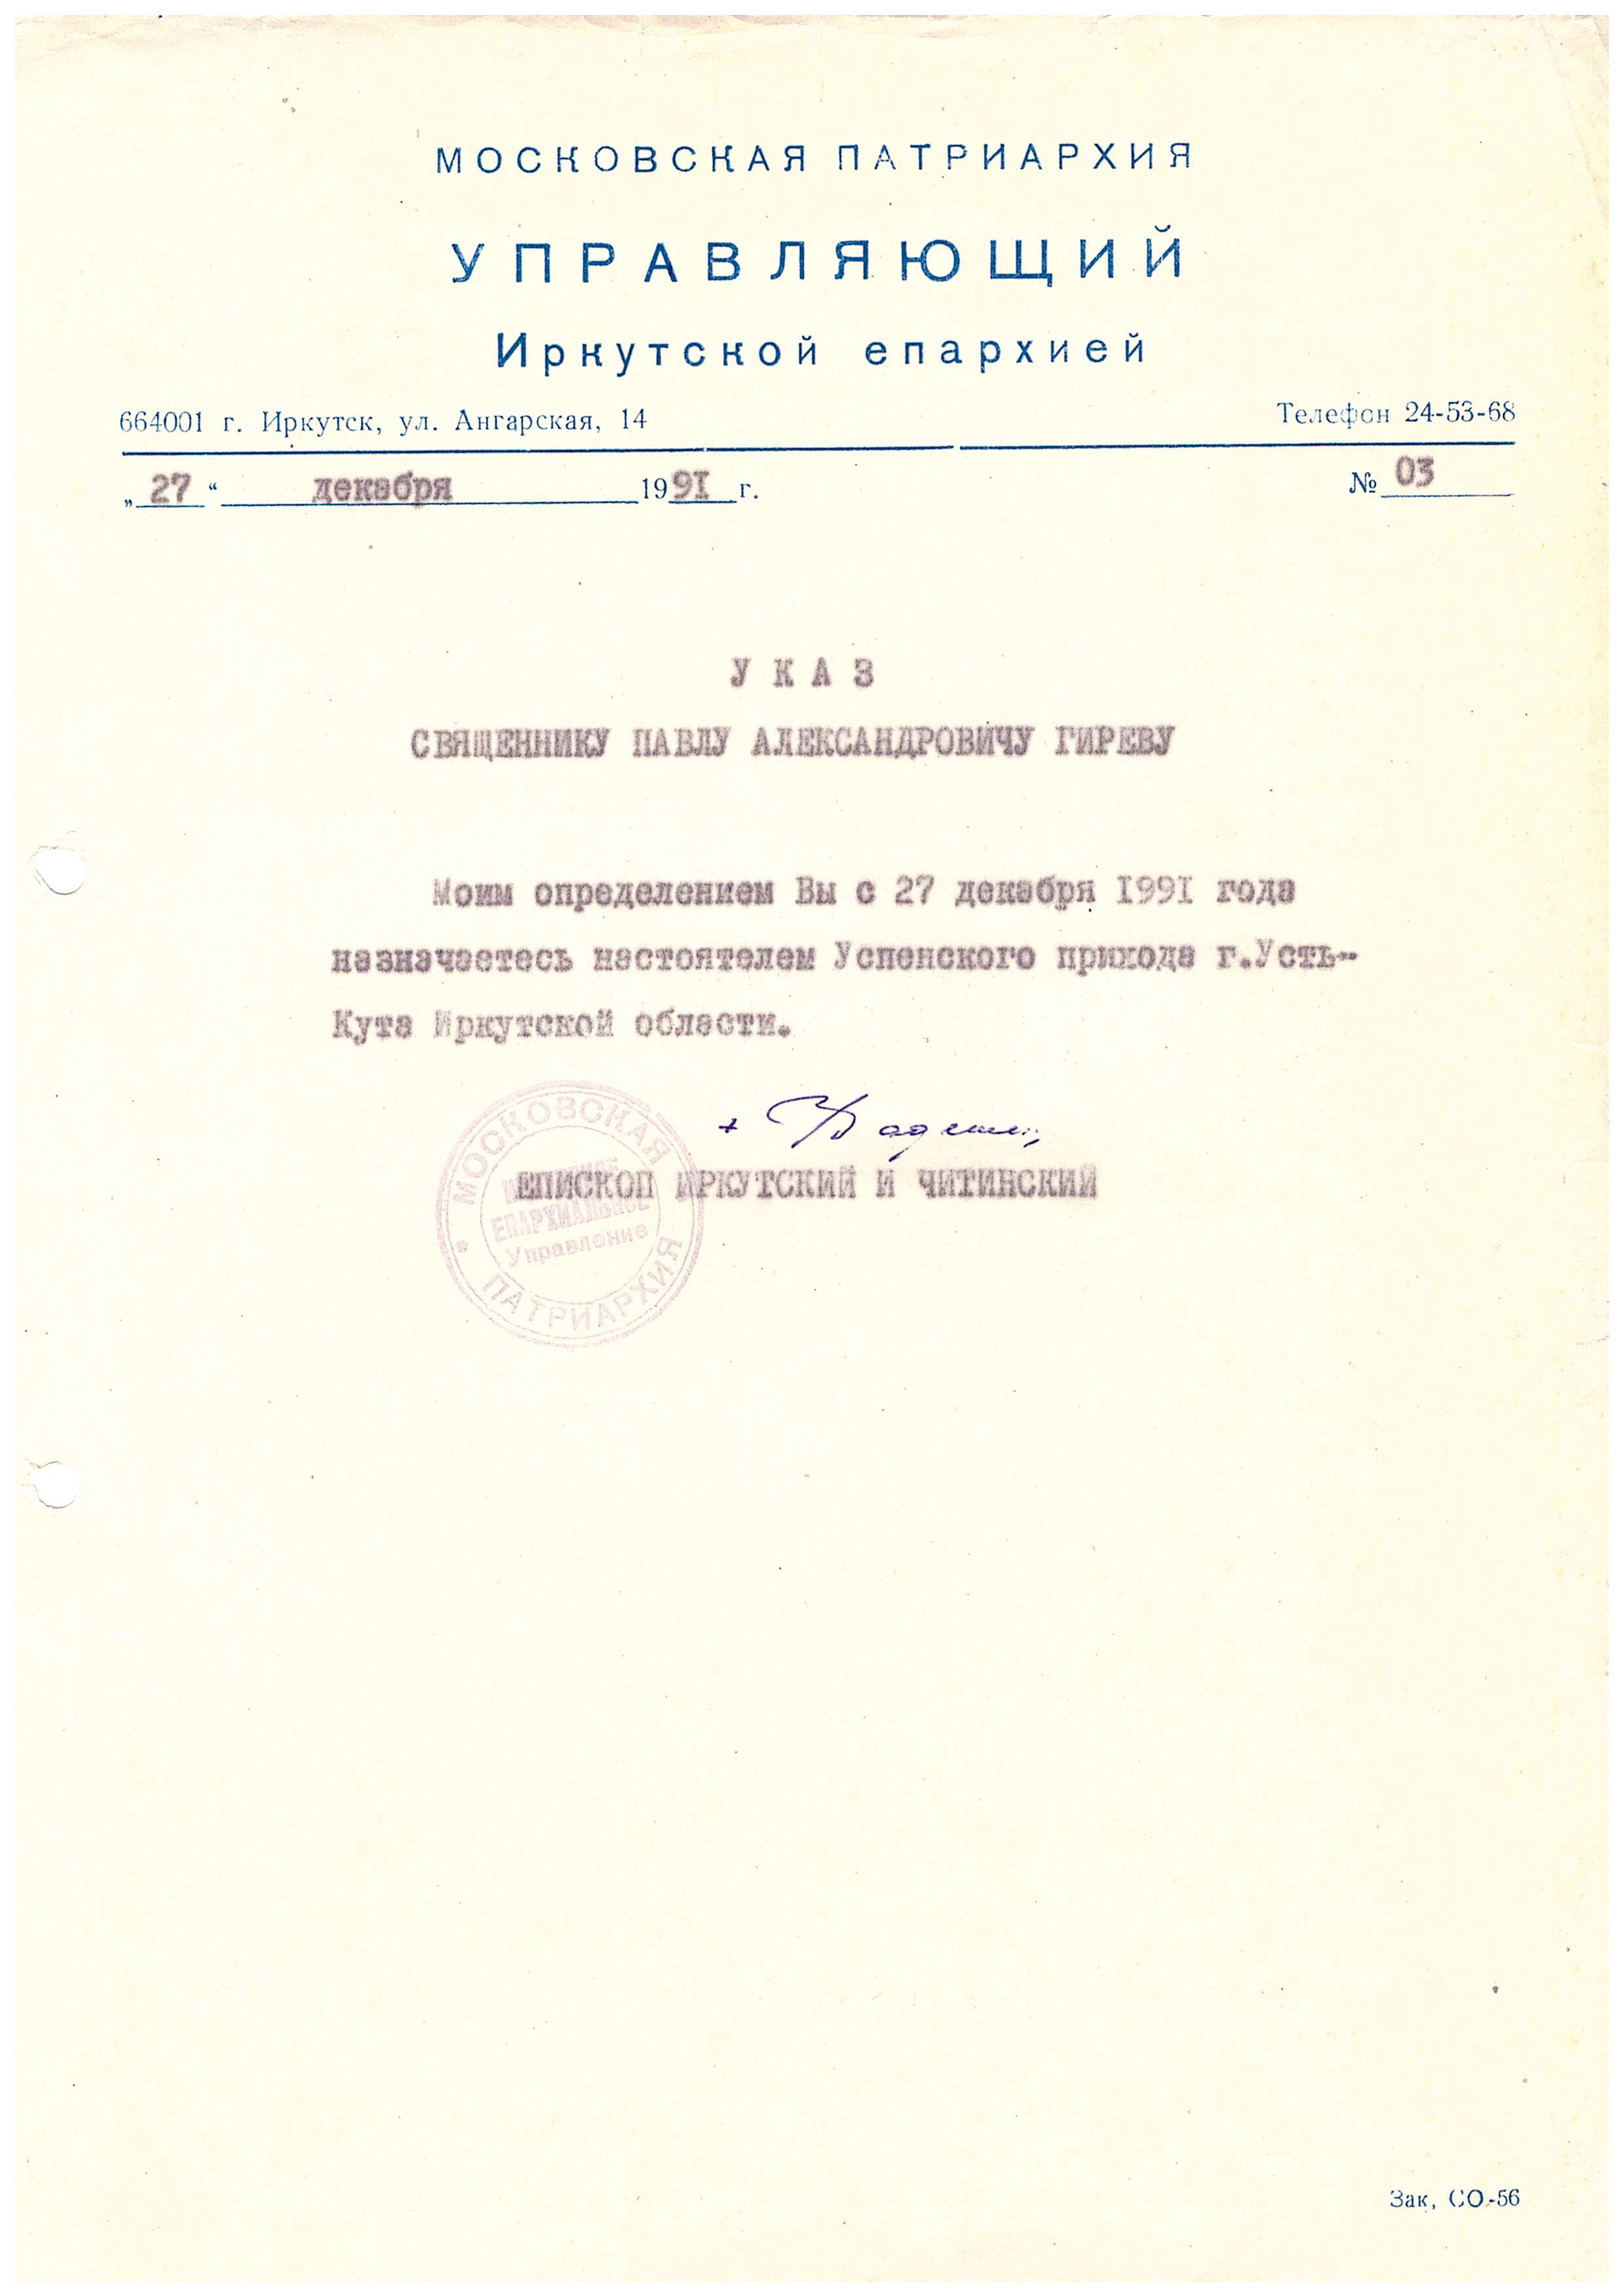 МОСКОВСКАЯ ПАТРИАРХИЯ
УПРАВЛЯЮЩИЙ
Иркутской епархией
664001 г. Иркутск, ул. Ангарская, 14
Телефон 24-53-68
„27“ декабря 1991 г.
№ 03
УКАЗ
СВЯЩЕННИКУ ПАВЛУ АЛЕКСАНДРОВИЧУ ГИРЕВУ
Моим определением Вы с 27 декабря 1991 года
назначаетесь настоятелем Успенского прихода г.Усть-
Кута Иркутской области.
+ Вадим,
ЕПИСКОП ИРКУТСКИЙ И ЧИТИНСКИЙ
МОСКОВСКАЯ
ЕПАРХИАЛЬНОЕ
Управление
* ПАТРИАРХИЯ
Зак, СО-56